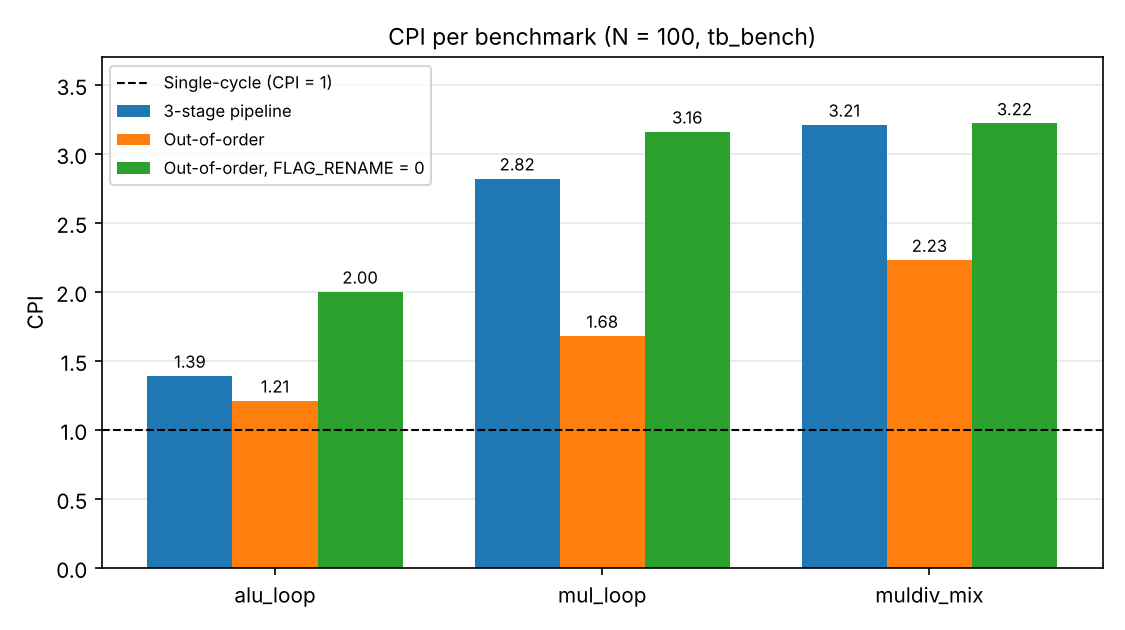 CPI per benchmark (N = 100, tb_bench)
Single-cycle (CPI = 1)
3-stage pipeline
Out-of-order
Out-of-order, FLAG_RENAME = 0
CPI
3.5
3.0
2.5
2.0
1.5
1.0
0.5
0.0
1.39
1.21
2.00
2.82
1.68
3.16
3.21
2.23
3.22
alu_loop
mul_loop
muldiv_mix